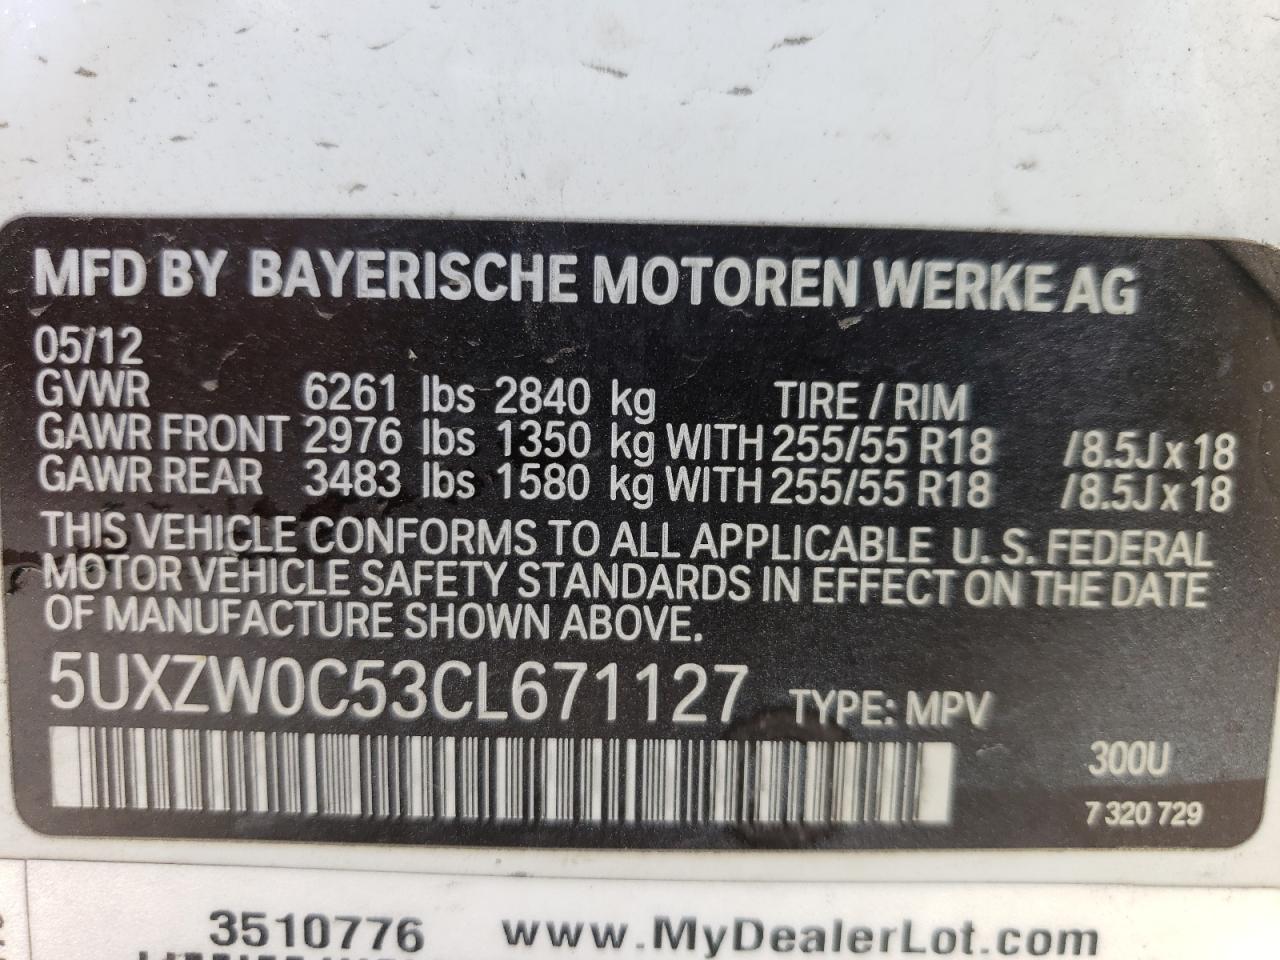 MFD BY BAYERISCHE MOTOREN WERKE AG
05/12
GVWR 6261 lbs 2840 kg TIRE / RIM
GAWR FRONT 2976 lbs 1350 kg WITH 255/55 R18 /8.5J x 18
GAWR REAR 3483 lbs 1580 kg WITH 255/55 R18 /8.5J x 18
THIS VEHICLE CONFORMS TO ALL APPLICABLE U. S. FEDERAL
MOTOR VEHICLE SAFETY STANDARDS IN EFFECT ON THE DATE
OF MANUFACTURE SHOWN ABOVE.
5UXZW0C53CL671127 TYPE: MPV
300U
7 320 729
3510776 www.MyDealerLot.com